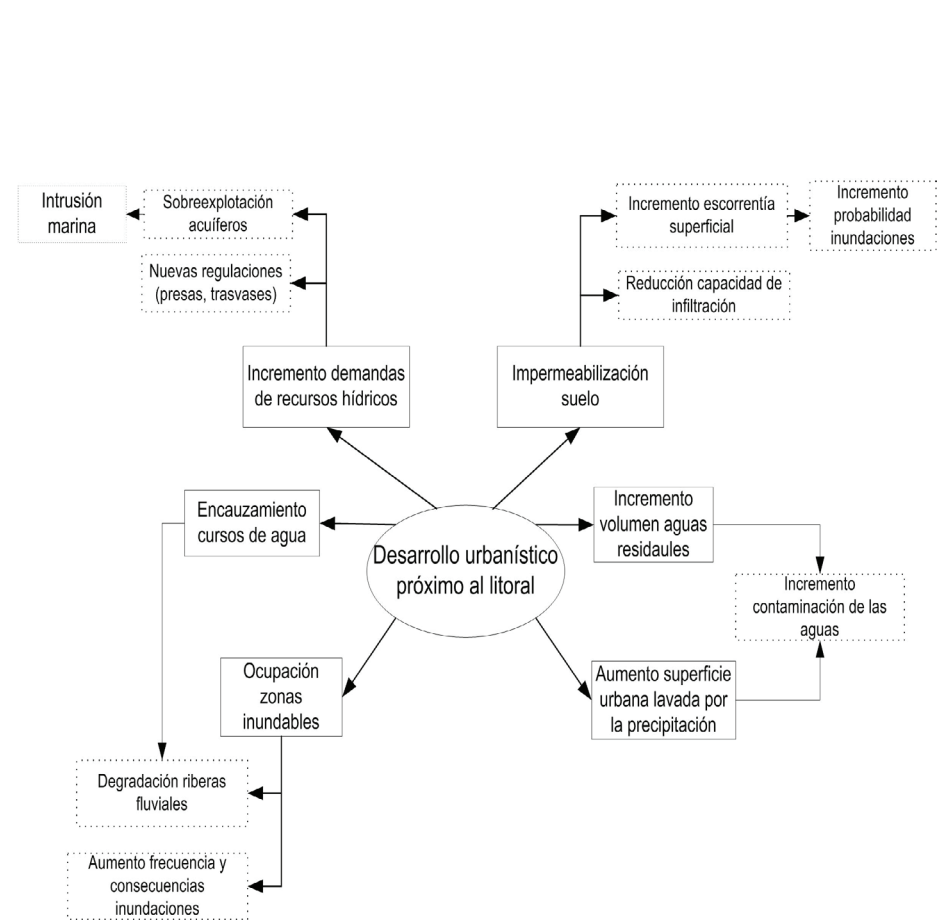 Intrusión
marina
Sobreexplotación
acuíferos
Nuevas regulaciones
(presas, trasvases)
Incremento escorrentía
superficial
Incremento
probabilidad
inundaciones
Reducción capacidad de
infiltración
Incremento demandas
de recursos hídricos
Impermeabilización
suelo
Encauzamiento
cursos de agua
Desarrollo urbanístico
próximo al litoral
Incremento
volumen aguas
residaules
Incremento
contaminación de las
aguas
Ocupación
zonas
inundables
Aumento superficie
urbana lavada por
la precipitación
Degradación riberas
fluviales
Aumento frecuencia y
consecuencias
inundaciones